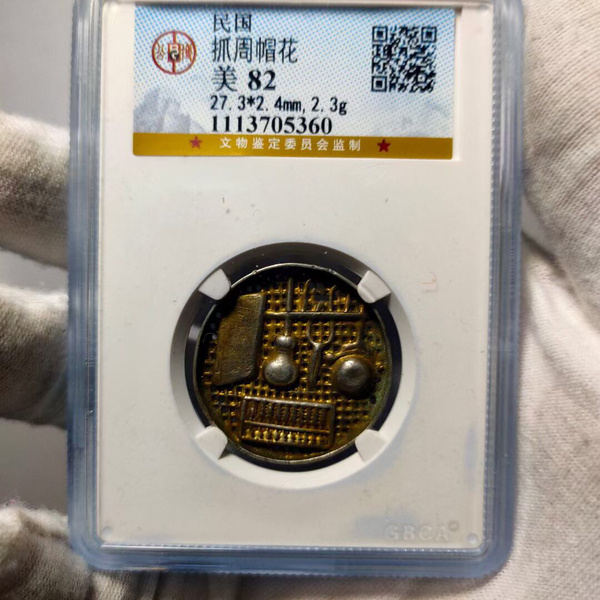 民国
抓周帽花
美 82
27.3*2.4mm, 2.3g
1113705360
★ 文物鉴定委员会监制 ★
GBCA